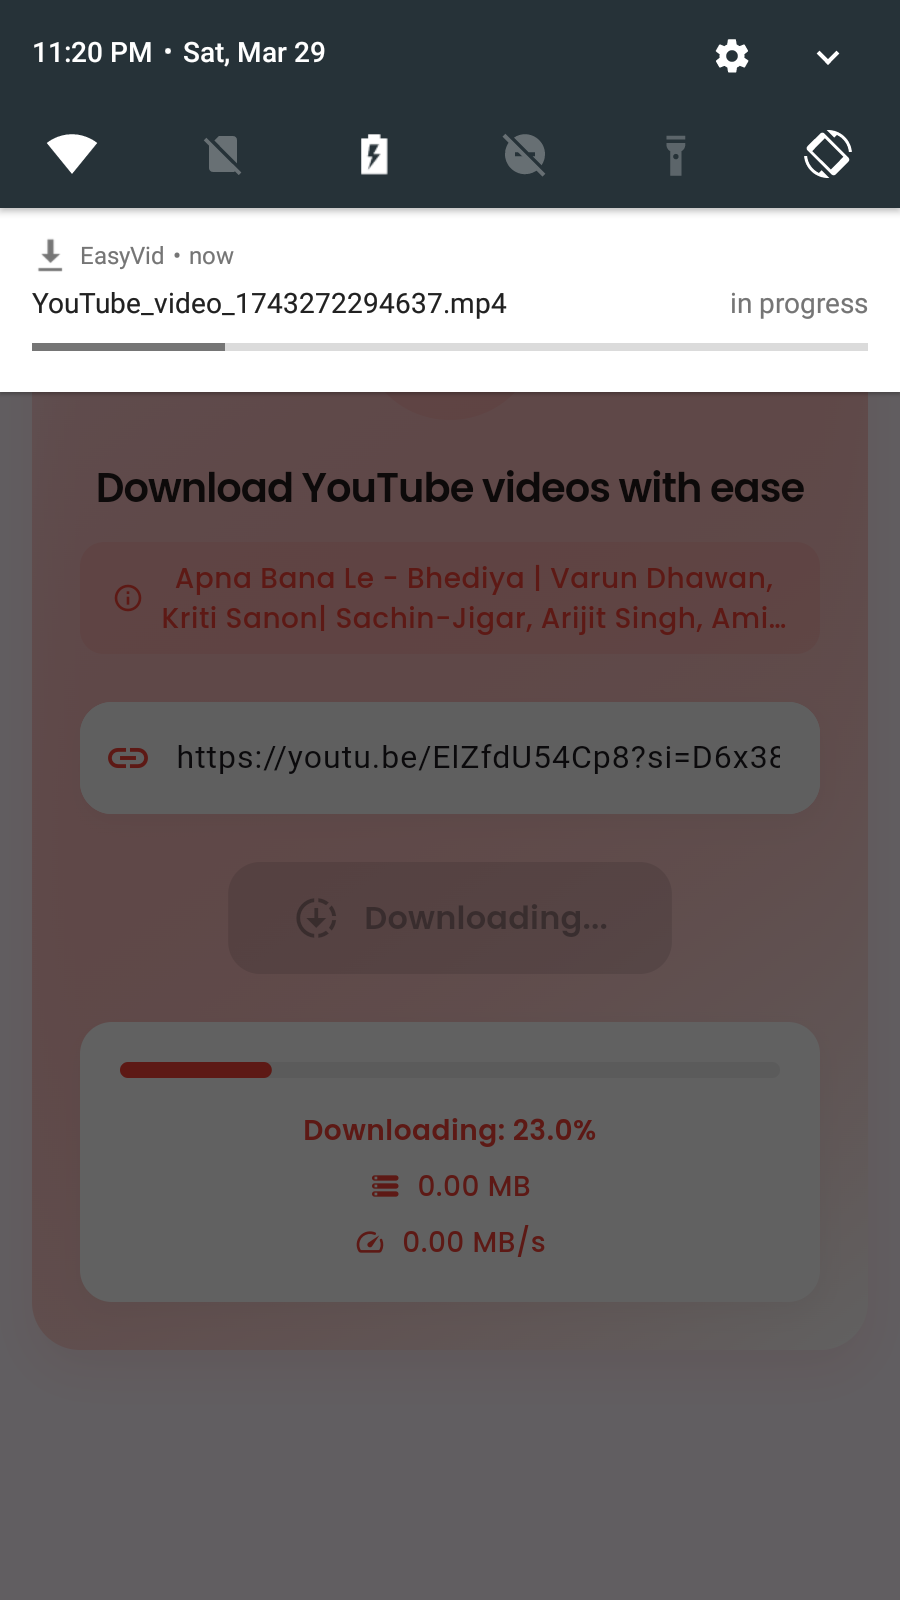 11:20 PM • Sat, Mar 29
EasyVid • now
YouTube_video_1743272294637.mp4 in progress
Download YouTube videos with ease
Apna Bana Le - Bhediya | Varun Dhawan,
Kriti Sanon| Sachin-Jigar, Arijit Singh, Ami...
https://youtu.be/ElZfdU54Cp8?si=D6x38
Downloading...
Downloading: 23.0%
0.00 MB
0.00 MB/s